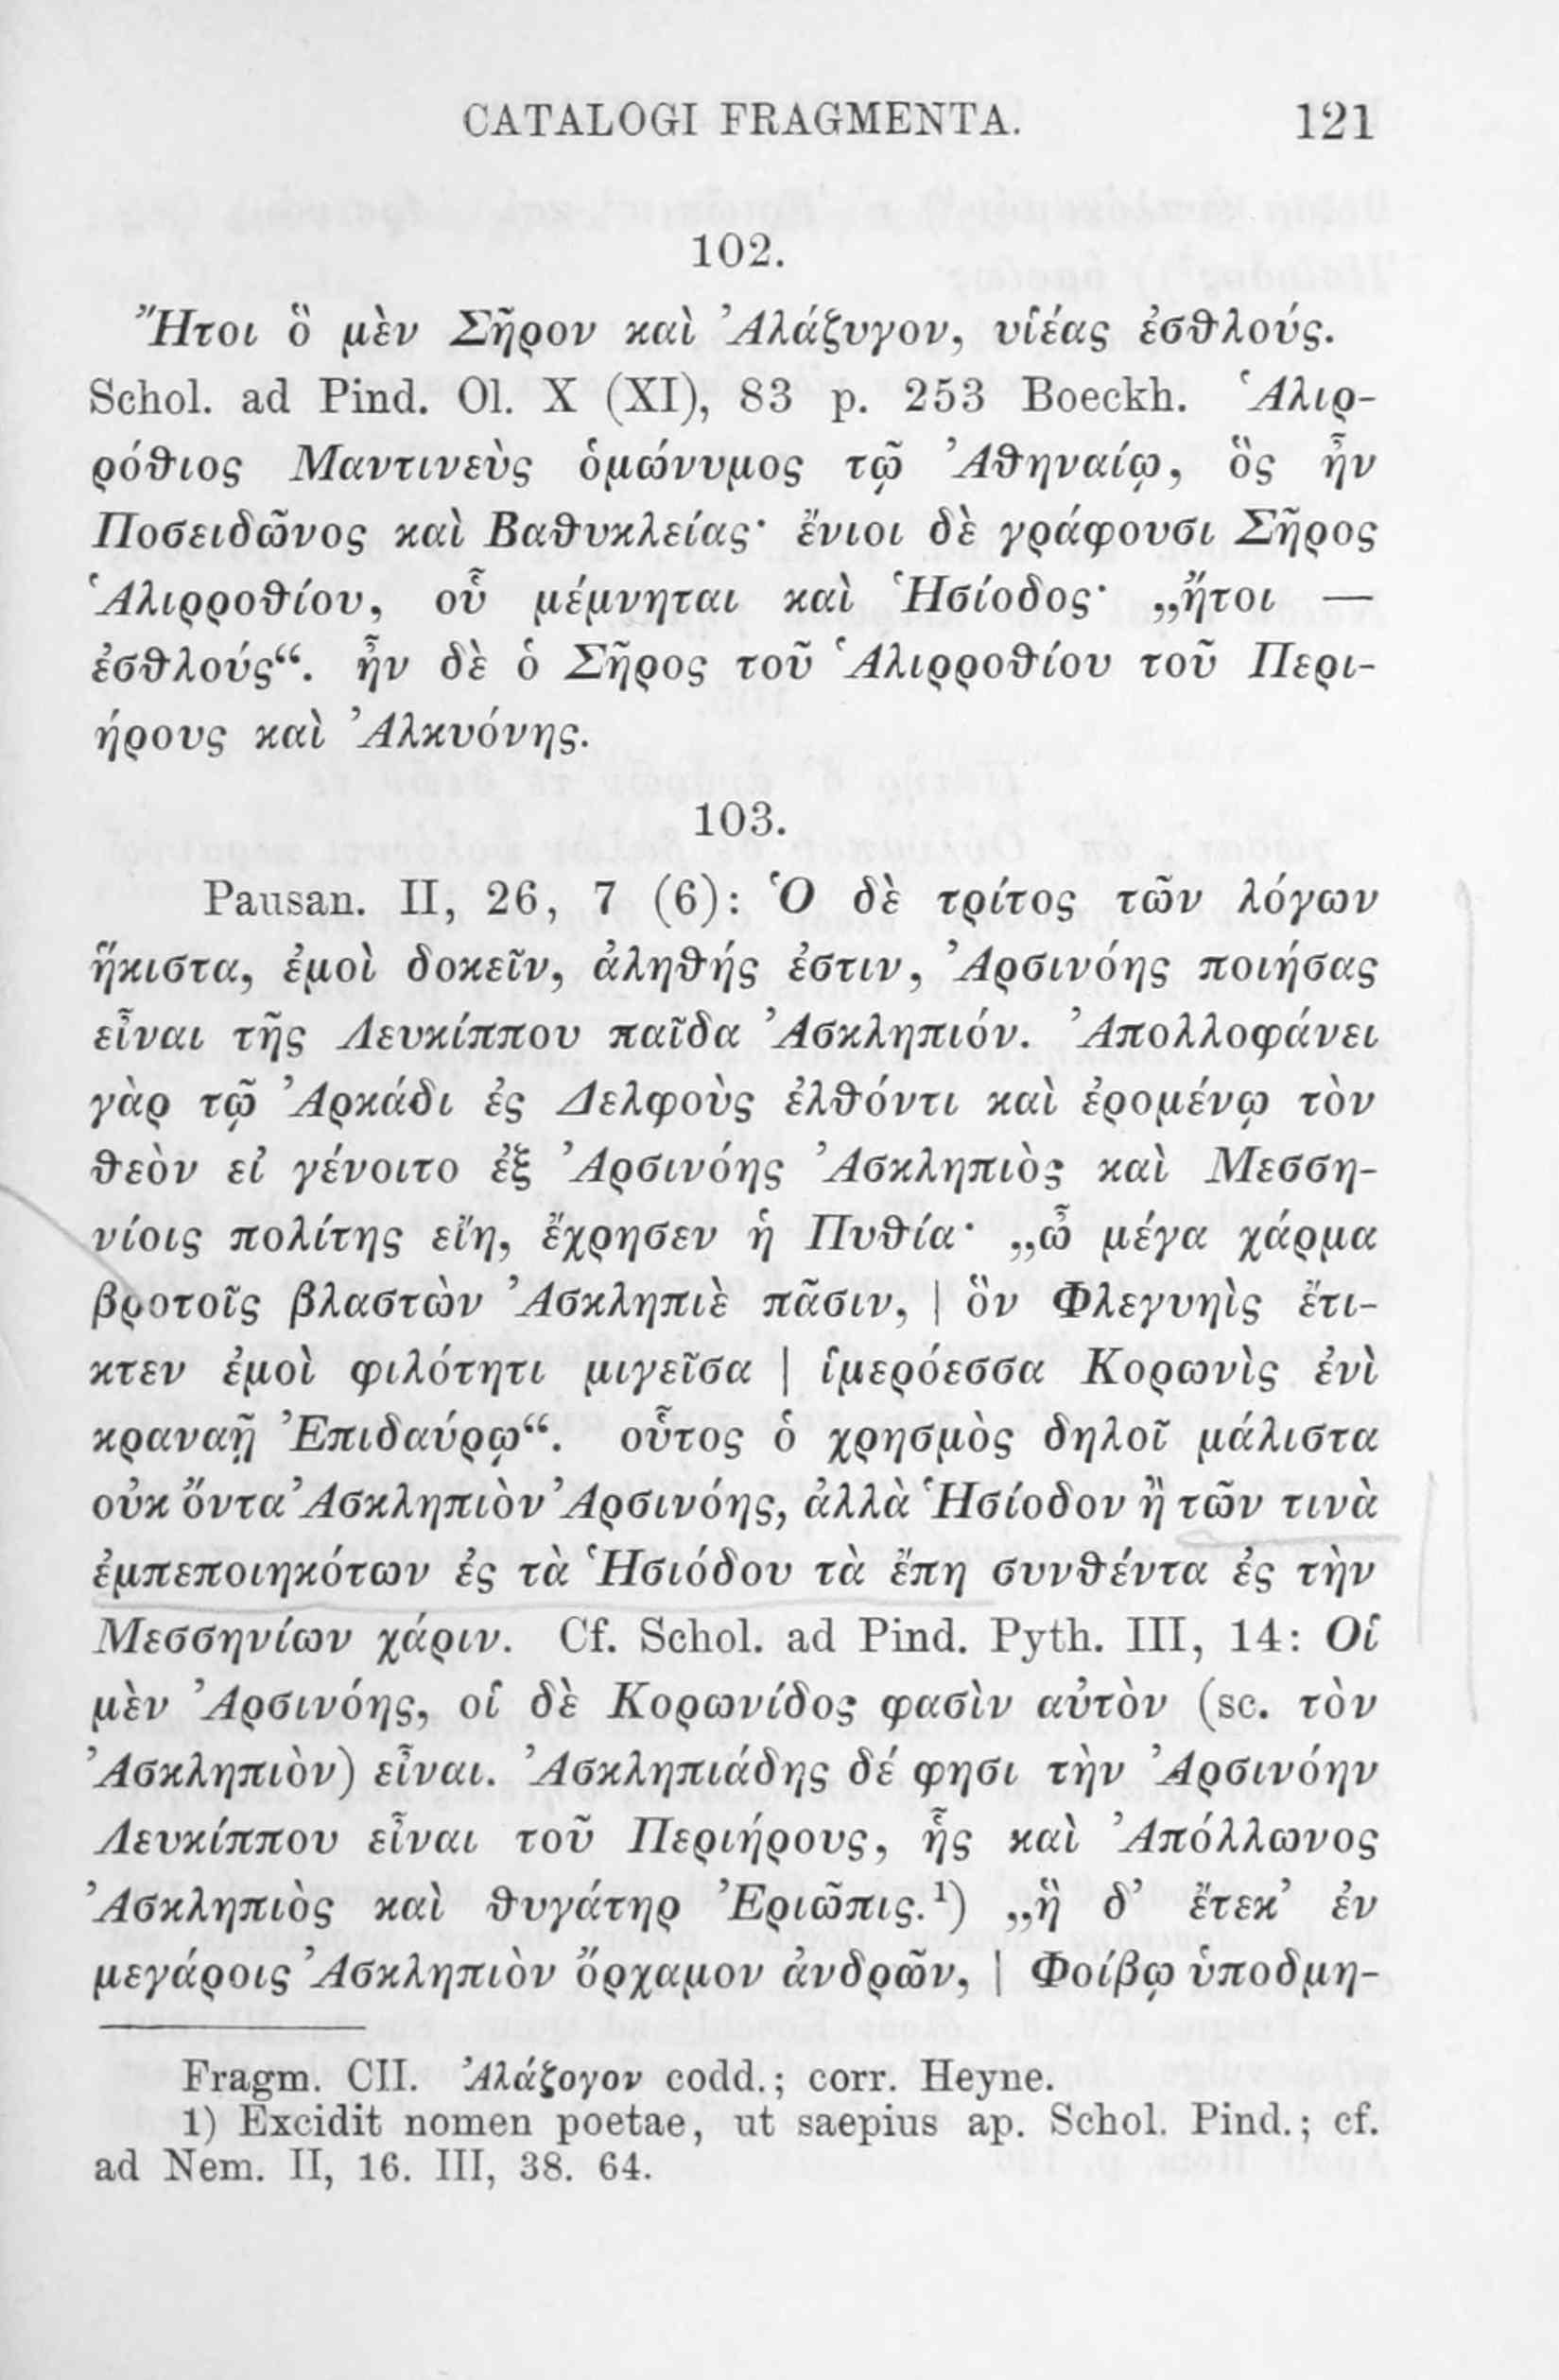 CATALOGI FRAGMENTA. 121
102.
Ἤτοι ὃ μὲν Σῆρον καὶ Ἀλάζυγον, υἱέας ἐσθλούς.
Schol. ad Pind. Ol. X (XI), 83 p. 253 Boeckh. Ἁλιρ-
ρόθιος Μαντινεὺς ὁμώνυμος τῷ Ἀθηναίῳ, ὃς ἦν
Ποσειδῶνος καὶ Βαθυκλείας· ἔνιοι δὲ γράφουσι Σῆρος
Ἁλιρροθίου, οὗ μέμνηται καὶ Ἡσίοδος· „ἤτοι —
ἐσθλούς“. ἦν δὲ ὁ Σῆρος τοῦ Ἁλιρροθίου τοῦ Περι-
ήρους καὶ Ἀλκυόνης.
103.
Pausan. II, 26, 7 (6): Ὁ δὲ τρίτος τῶν λόγων
ἥκιστα, ἐμοὶ δοκεῖν, ἀληθής ἐστιν, Ἀρσινόης ποιήσας
εἶναι τῆς Λευκίππου παῖδα Ἀσκληπιόν. Ἀπολλοφάνει
γὰρ τῷ Ἀρκάδι ἐς Δελφοὺς ἐλθόντι καὶ ἐρομένῳ τὸν
θεὸν εἰ γένοιτο ἐξ Ἀρσινόης Ἀσκληπιὸς καὶ Μεσση-
νίοις πολίτης εἴη, ἔχρησεν ἡ Πυθία· „ὦ μέγα χάρμα
βροτοῖς βλαστὼν Ἀσκληπιὲ πᾶσιν, | ὃν Φλεγυηὶς ἔτι-
κτεν ἐμοὶ φιλότητι μιγεῖσα | ἱμερόεσσα Κορωνὶς ἐνὶ
κραναῇ Ἐπιδαύρῳ“. οὗτος ὁ χρησμὸς δηλοῖ μάλιστα
οὐκ ὄντα Ἀσκληπιὸν Ἀρσινόης, ἀλλὰ Ἡσίοδον ἢ τῶν τινὰ
ἐμπεποιηκότων ἐς τὰ Ἡσιόδου τὰ ἔπη συνθέντα ἐς τὴν
Μεσσηνίων χάριν. Cf. Schol. ad Pind. Pyth. III, 14: Οἱ
μὲν Ἀρσινόης, οἱ δὲ Κορωνίδος φασὶν αὐτὸν (sc. τὸν
Ἀσκληπιὸν) εἶναι. Ἀσκληπιάδης δέ φησι τὴν Ἀρσινόην
Λευκίππου εἶναι τοῦ Περιήρους, ἧς καὶ Ἀπόλλωνος
Ἀσκληπιὸς καὶ θυγάτηρ Ἐριῶπις.¹) „ἣ δ’ ἔτεκ’ ἐν
μεγάροις Ἀσκληπιὸν ὄρχαμον ἀνδρῶν, | Φοίβῳ ὑποδμη-
Fragm. CII. Ἀλάζογον codd.; corr. Heyne.
1) Excidit nomen poetae, ut saepius ap. Schol. Pind.; cf.
ad Nem. II, 16. III, 38. 64.